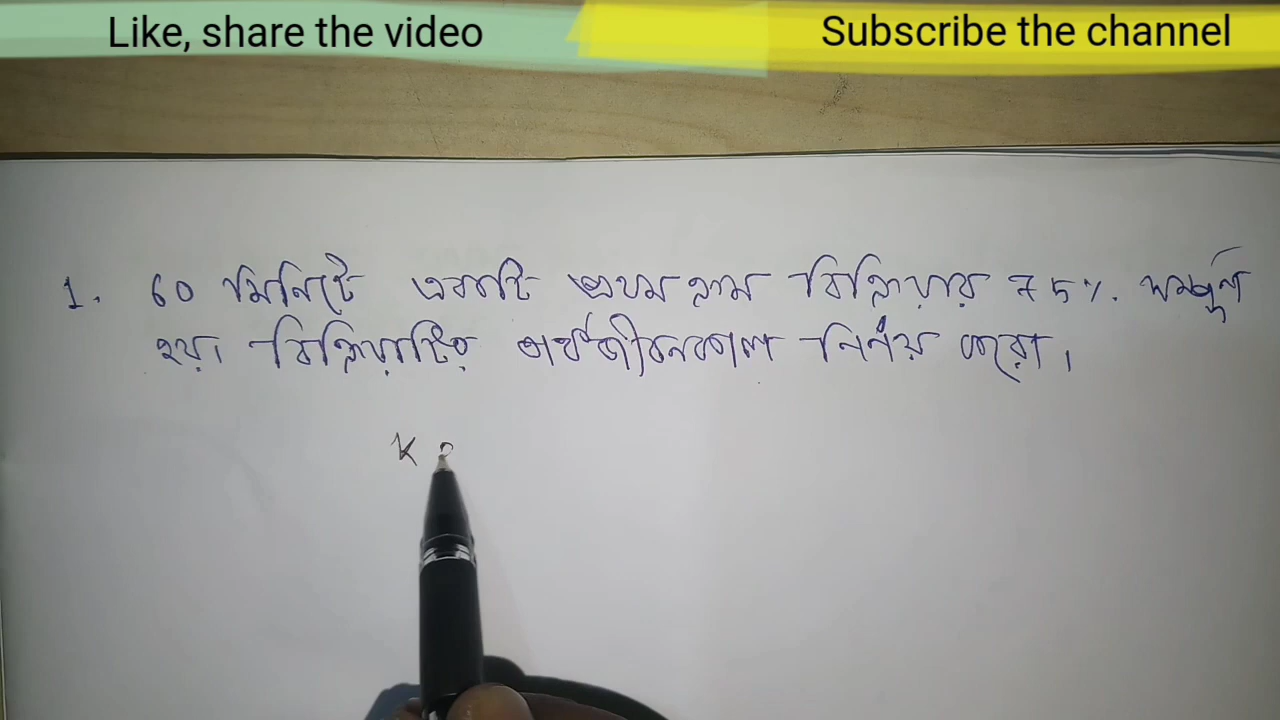 Like, share the video
Subscribe the channel
1. 60 মিনিটে একটি প্রথম ক্রম বিক্রিয়ার 75%. সম্পূর্ণ
হয়। বিক্রিয়াটির অর্ধজীবনকাল নির্ণয় করো।
K